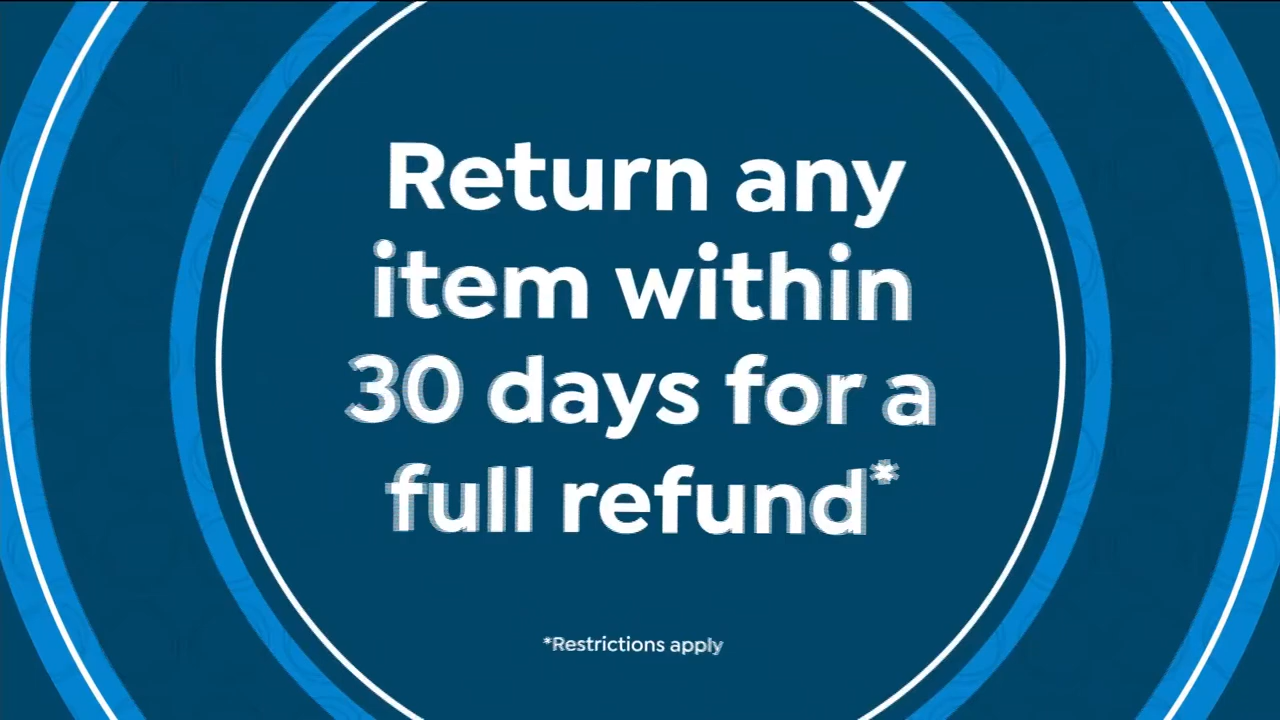 Return any
item within
30 days for a
full refund*
*Restrictions apply